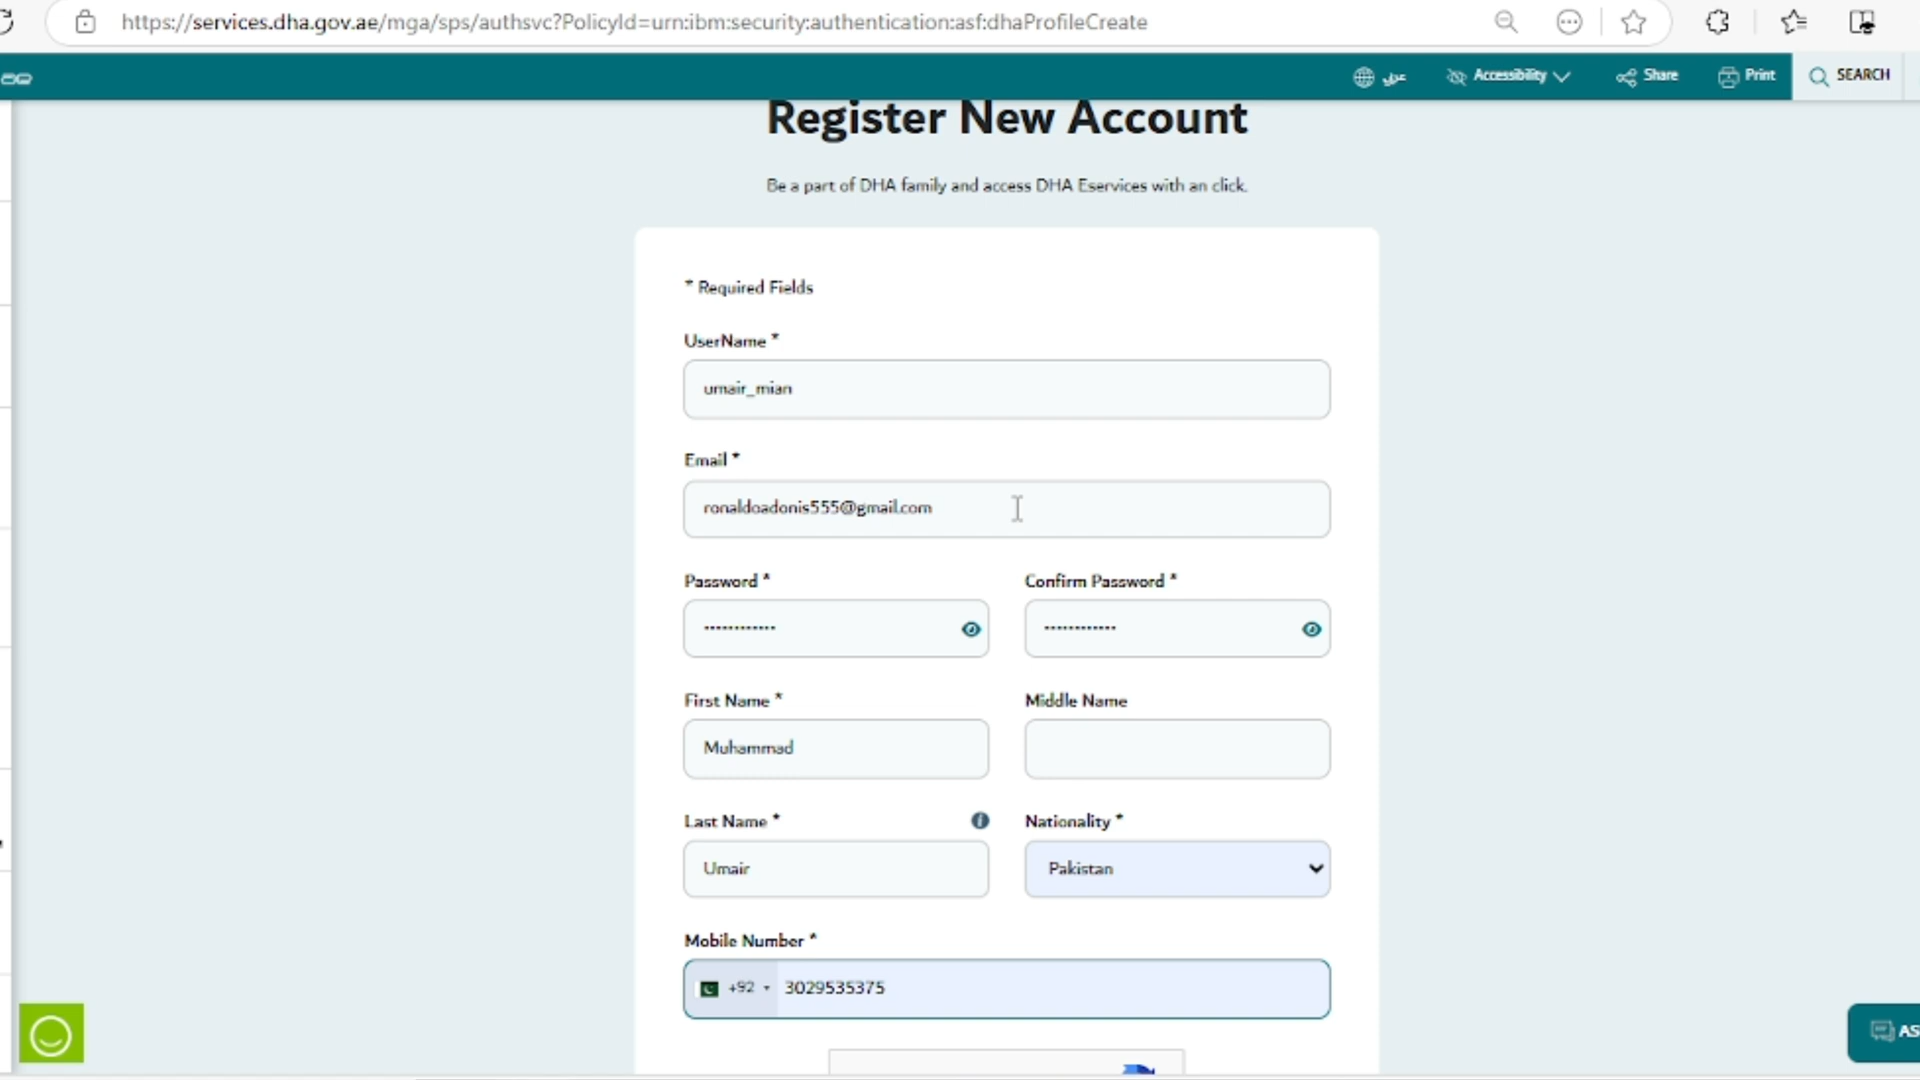 https://services.dha.gov.ae/mga/sps/authsvc?PolicyId=urn:ibm:security:authentication:asf:dhaProfileCreate
عربي Accessibility Share Print SEARCH
Register New Account
Be a part of DHA family and access DHA Eservices with an click.
* Required Fields
UserName *
umair_mian
Email *
ronaldoadonis555@gmail.com
Password * Confirm Password *
············ ············
First Name * Middle Name
Muhammad
Last Name * Nationality *
Umair Pakistan
Mobile Number *
+92 3029535375
AS